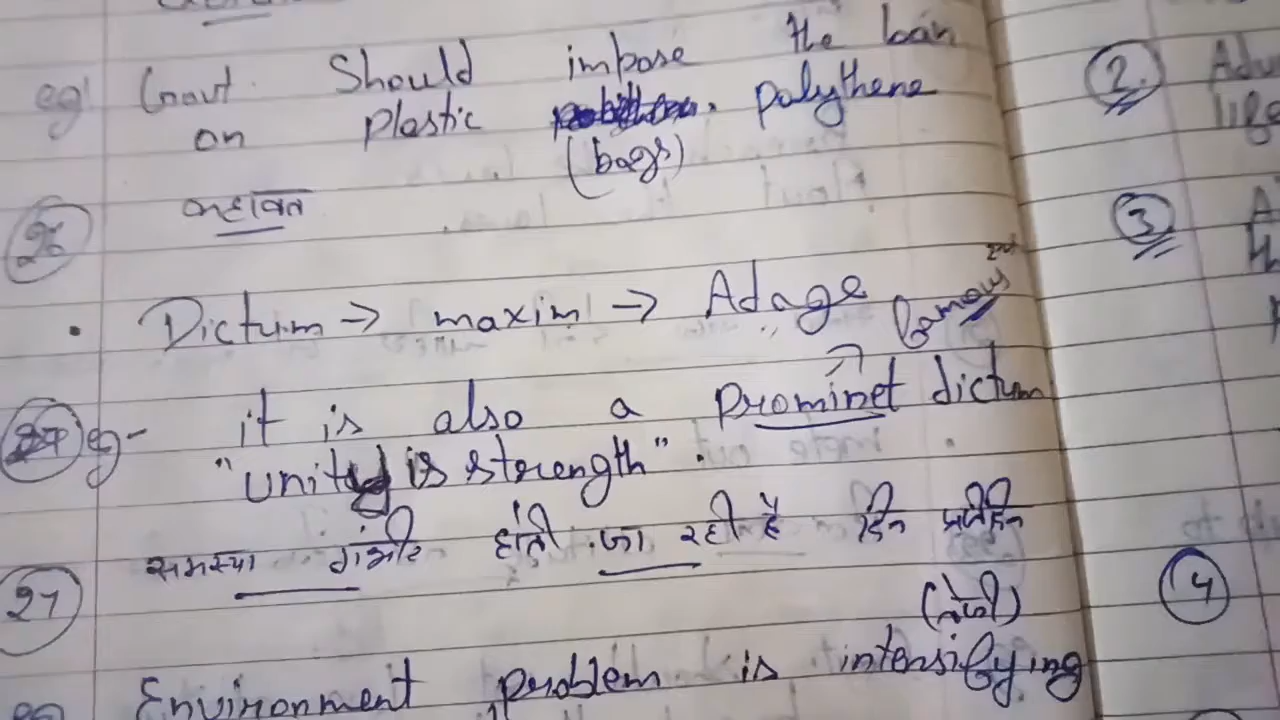 eg' Govt. Should impose the ban
on plastic polythene
(bags)
26 कहावत
• Dictum → maxim → Adage
famous
27 eg- it is also a prominet dictum
"unity is strength".
27 समस्या गंभीर होती जा रही है दिन प्रतिदिन
(तेजी)
Environment problem is intensifying
2.
3
4